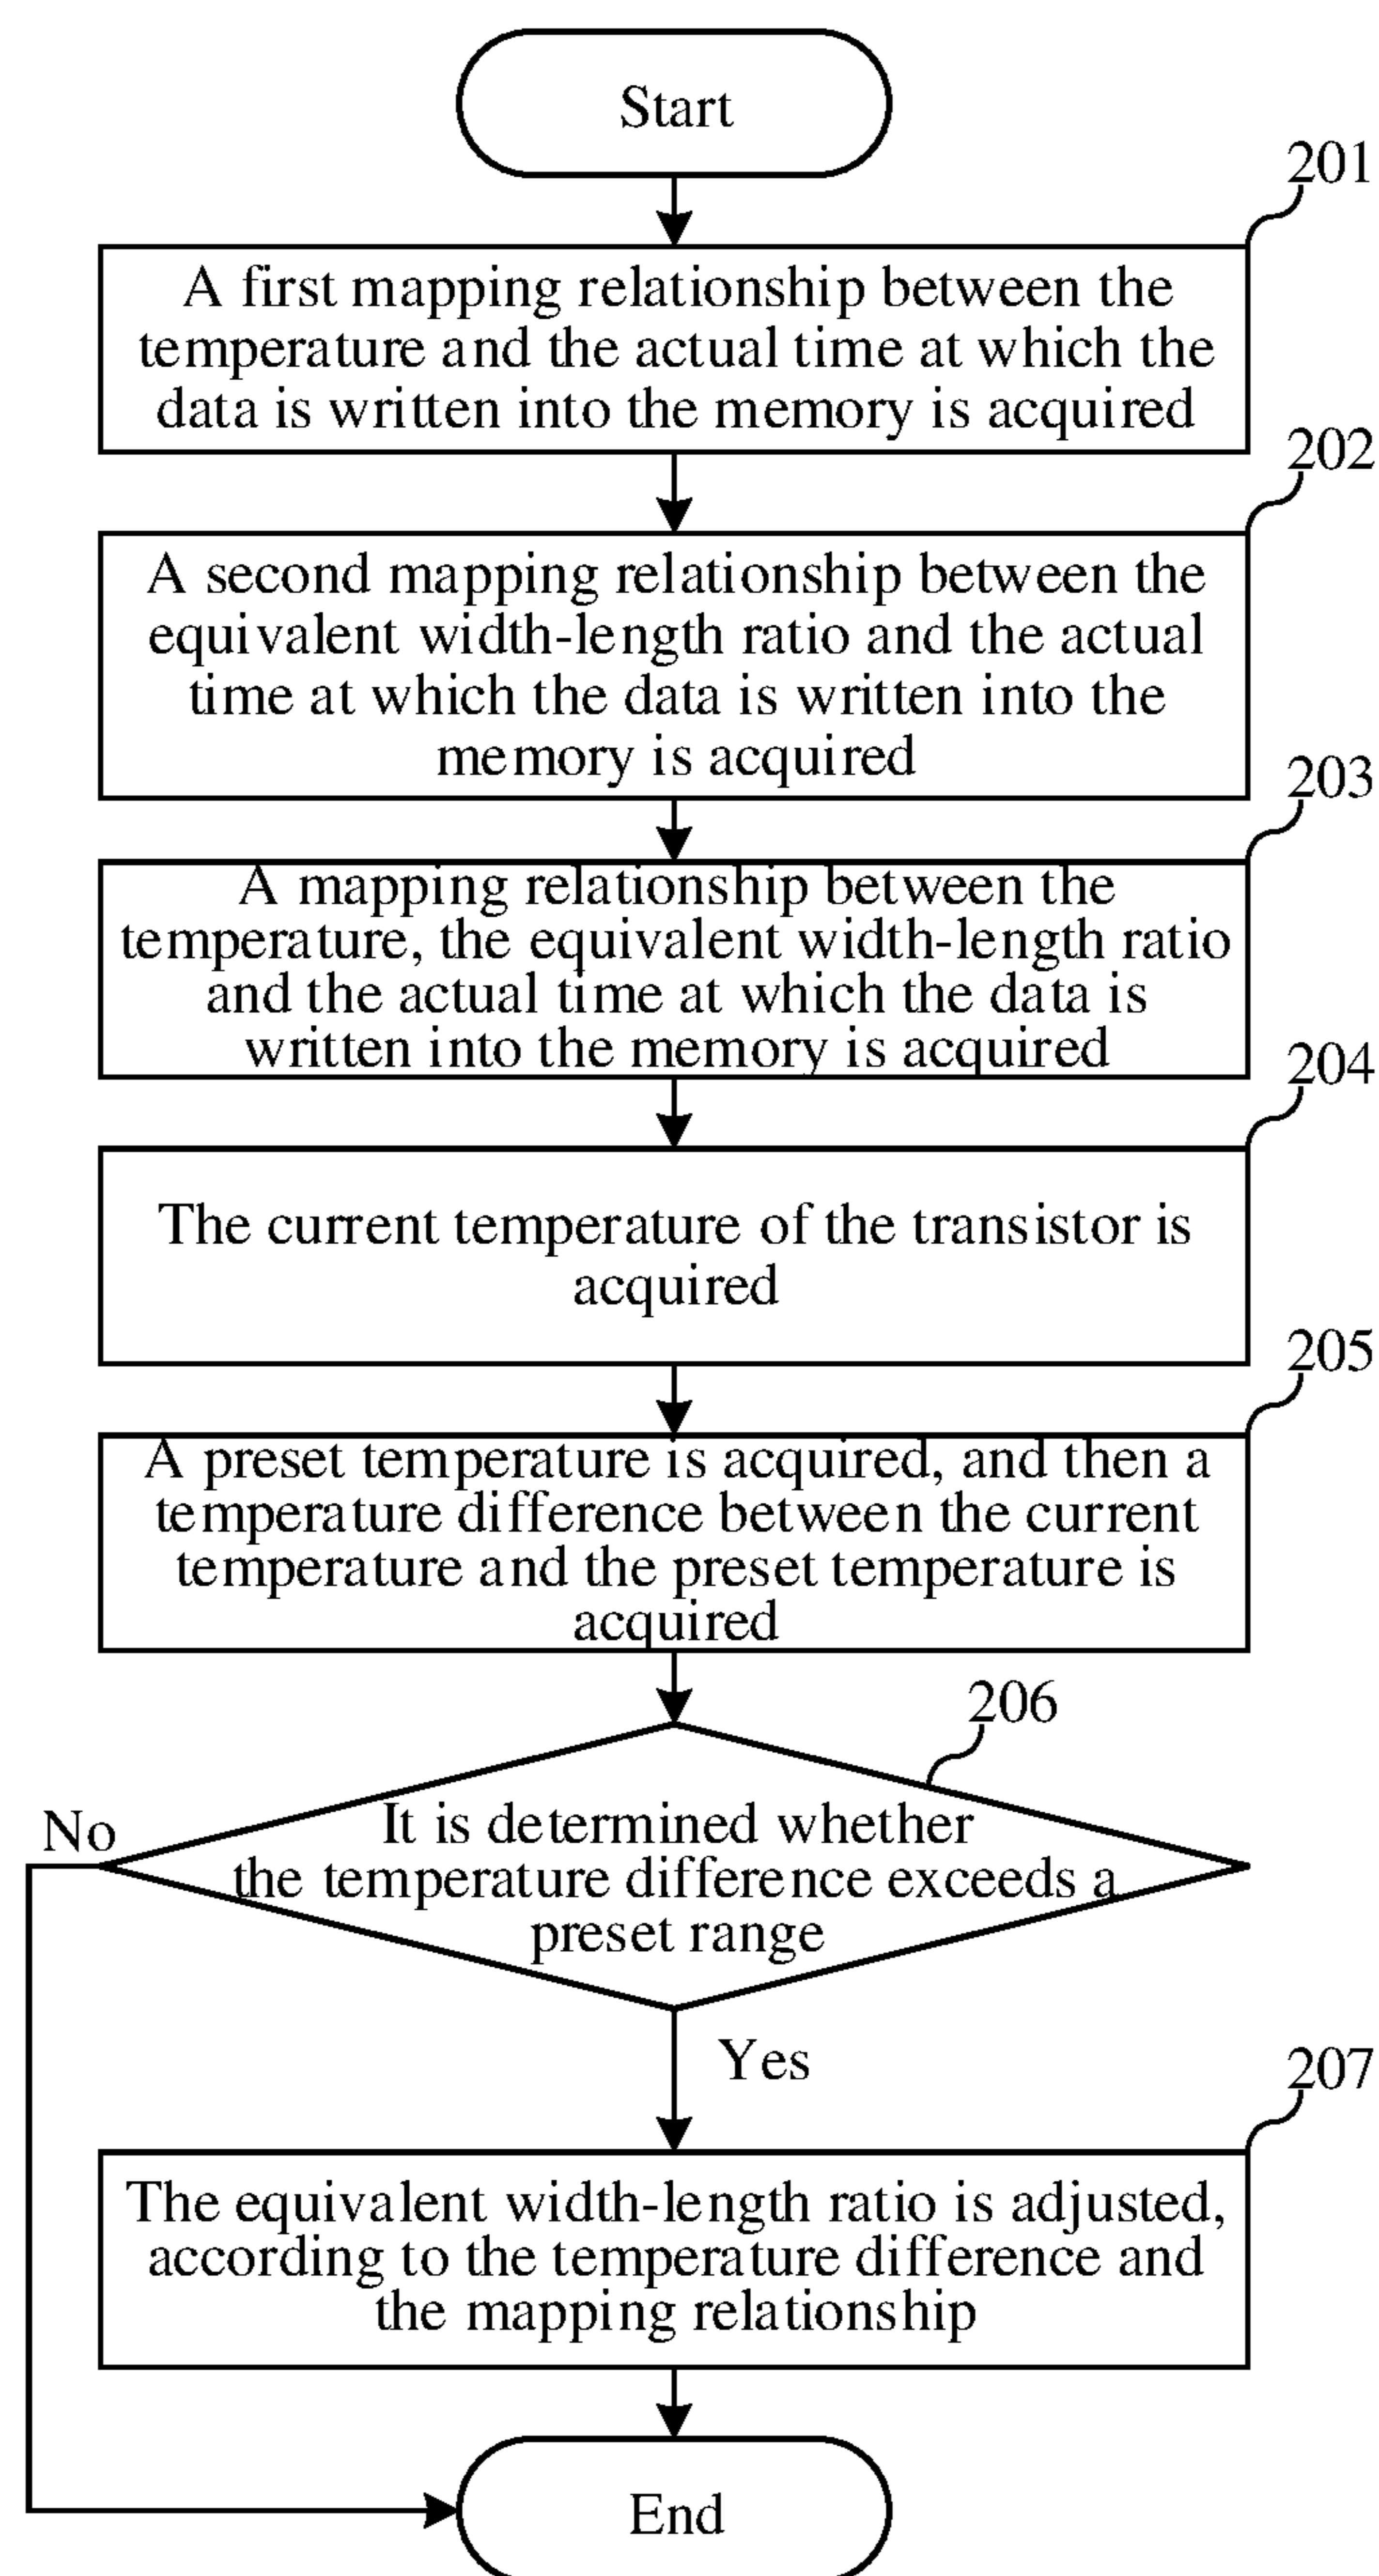 Start
201
A first mapping relationship between the
temperature and the actual time at which the
data is written into the memory is acquired
202
A second mapping relationship between the
equivalent width-length ratio and the actual
time at which the data is written into the
memory is acquired
203
A mapping relationship between the
temperature, the equivalent width-length ratio
and the actual time at which the data is
written into the memory is acquired
204
The current temperature of the transistor is
acquired
205
A preset temperature is acquired, and then a
temperature difference between the current
temperature and the preset temperature is
acquired
206
No
It is determined whether
the temperature difference exceeds a
preset range
Yes
207
The equivalent width-length ratio is adjusted,
according to the temperature difference and
the mapping relationship
End